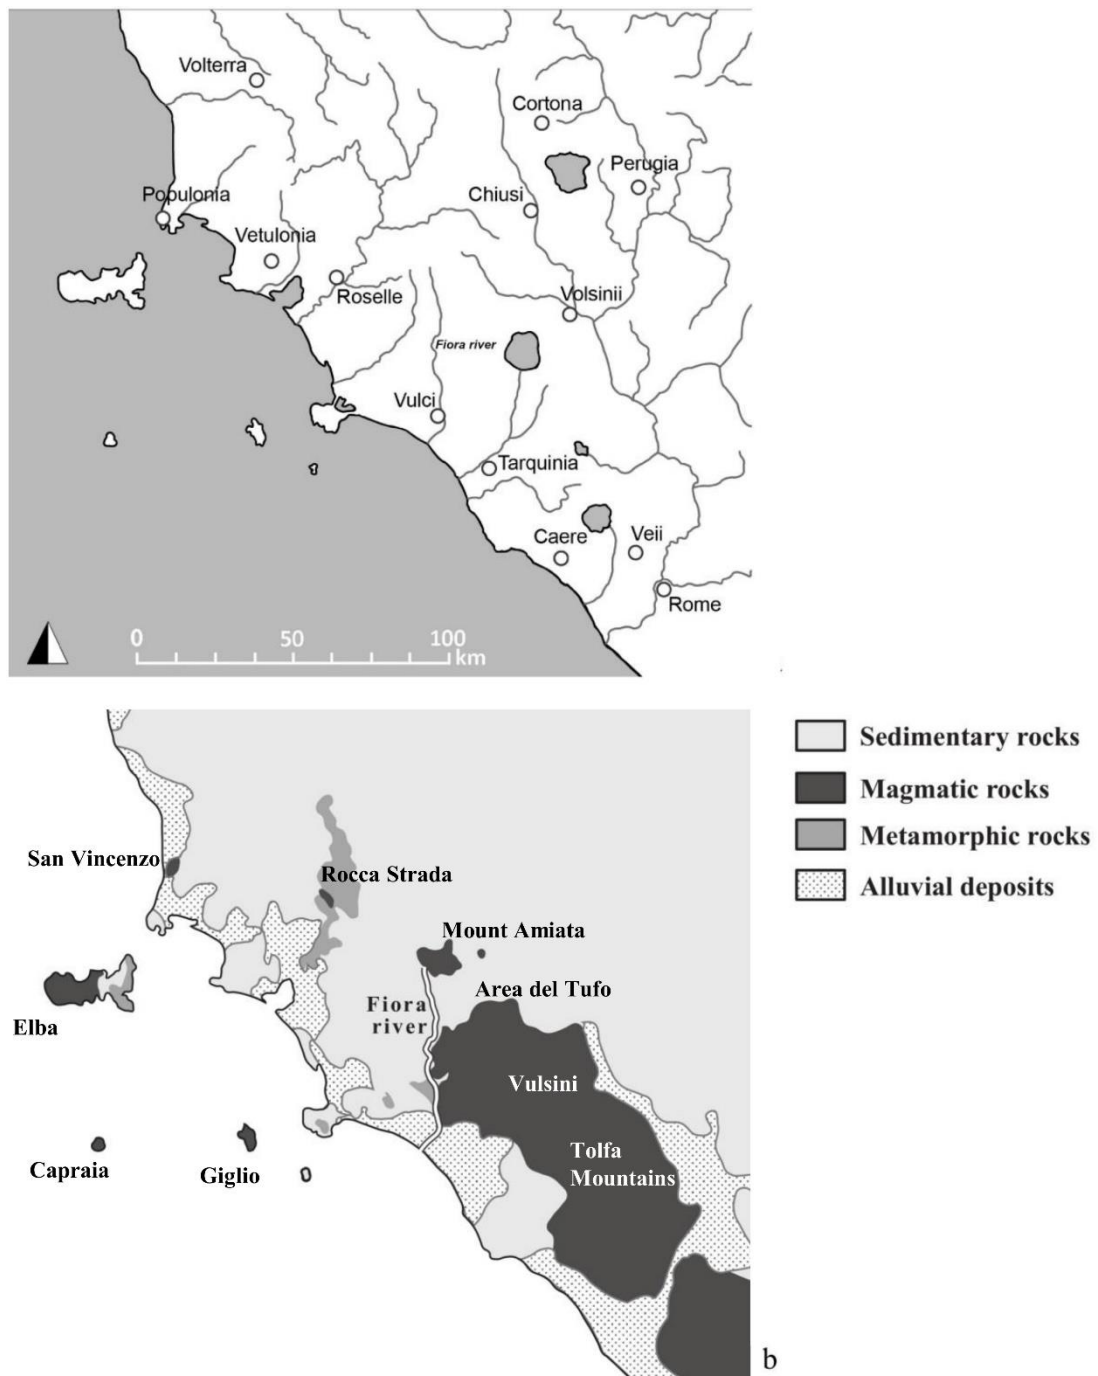 Volterra
Cortona
Perugia
Chiusi
Populonia
Vetulonia
Roselle
Volsinii
Fiora river
Vulci
Tarquinia
Caere
Veii
Rome
0 50 100
km
Sedimentary rocks
Magmatic rocks
Metamorphic rocks
Alluvial deposits
San Vincenzo
Rocca Strada
Mount Amiata
Area del Tufo
Fiora
river
Elba
Vulsini
Tolfa
Mountains
Capraia
Giglio
b